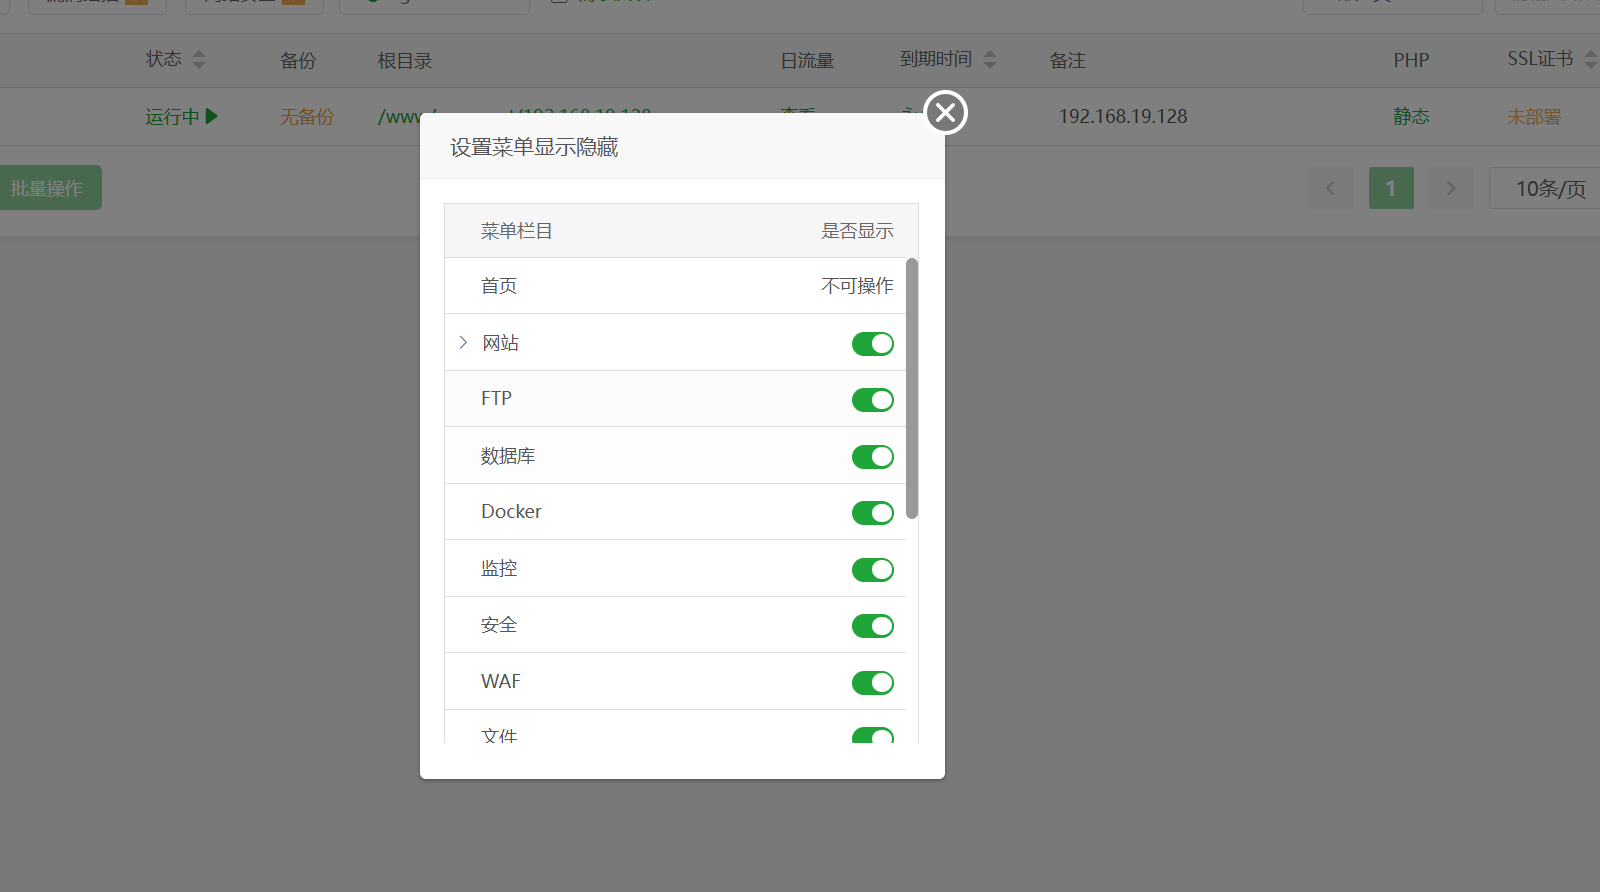 状态 备份 根目录 日流量 到期时间 备注 PHP SSL证书
运行中 无备份 192.168.19.128 静态 未部署
设置菜单显示隐藏
批量操作 1 10条/页
菜单栏目 是否显示
首页 不可操作
网站
FTP
数据库
Docker
监控
安全
WAF
文件